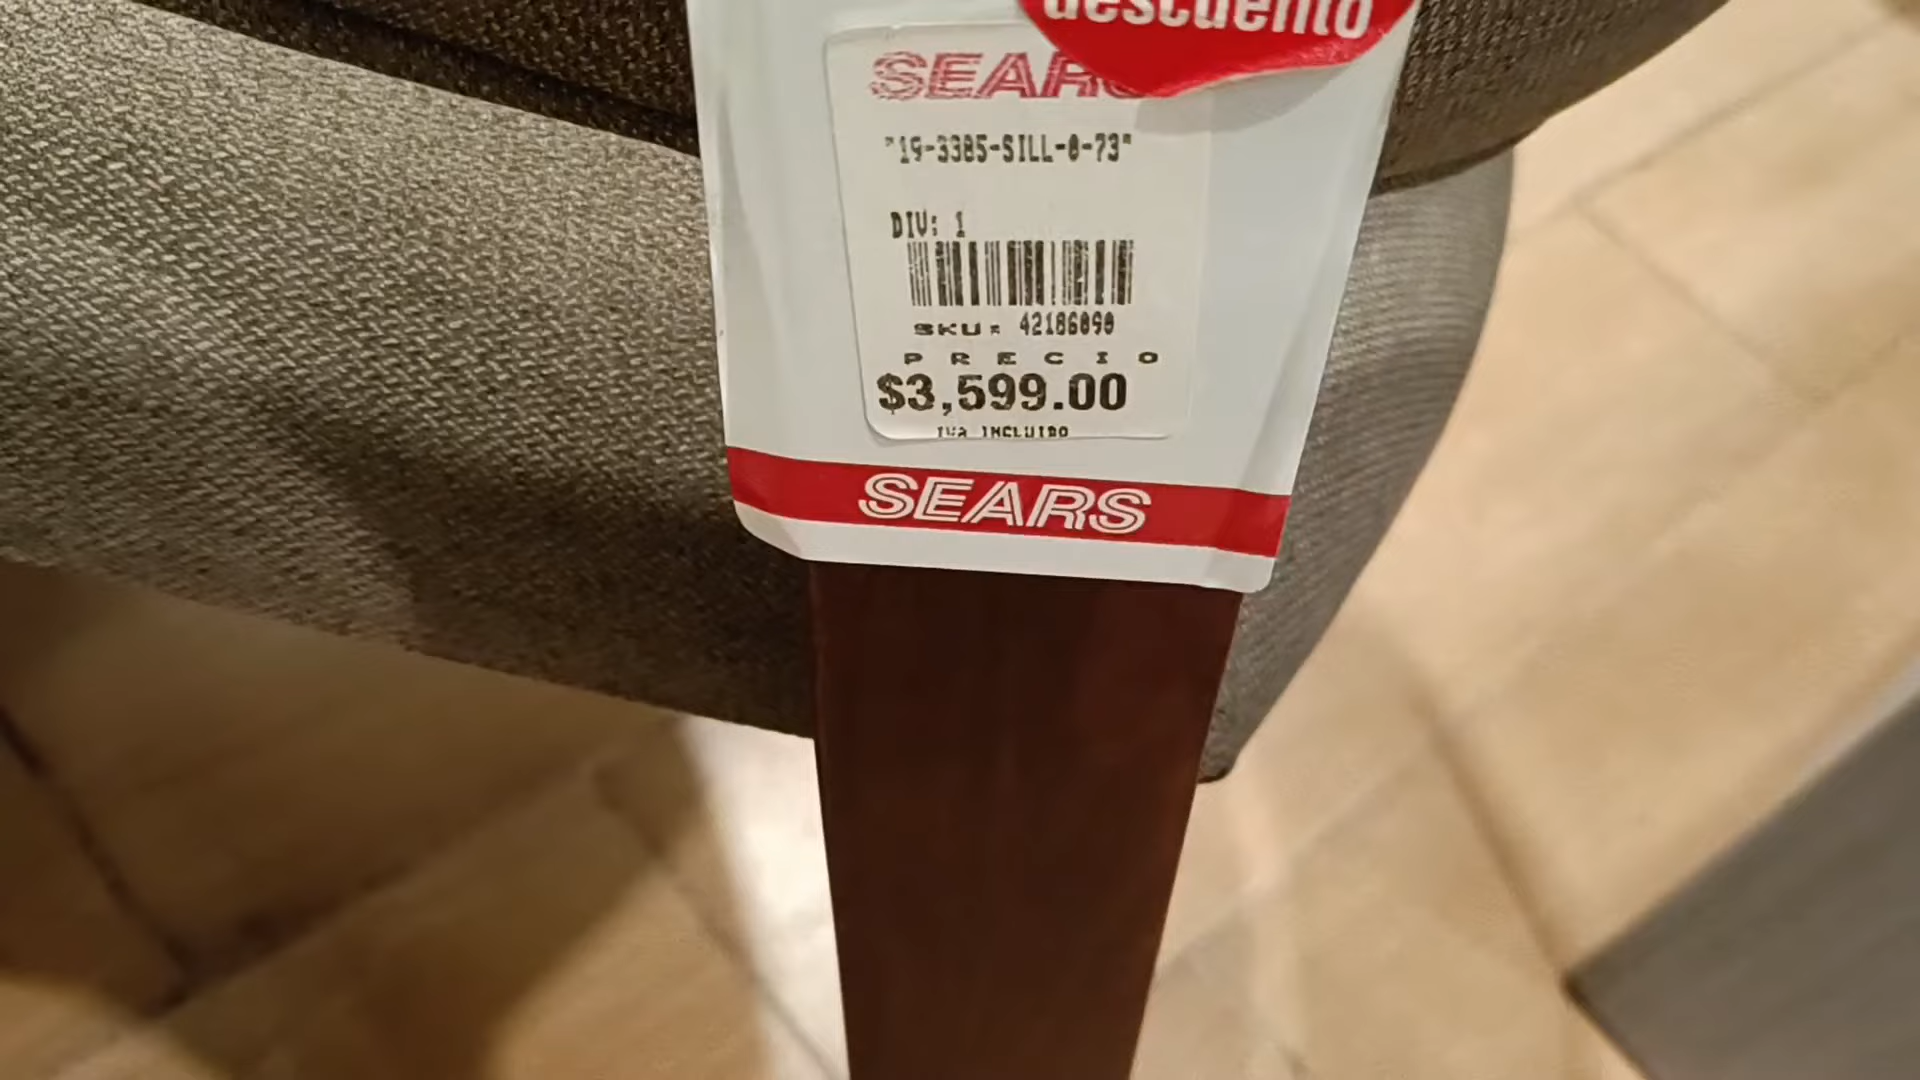 descuento
SEARS
"19-3385-SILL-0-73"
DIV: 1
SKU: 42186090
PRECIO
$3,599.00
IVA INCLUIDO
SEARS